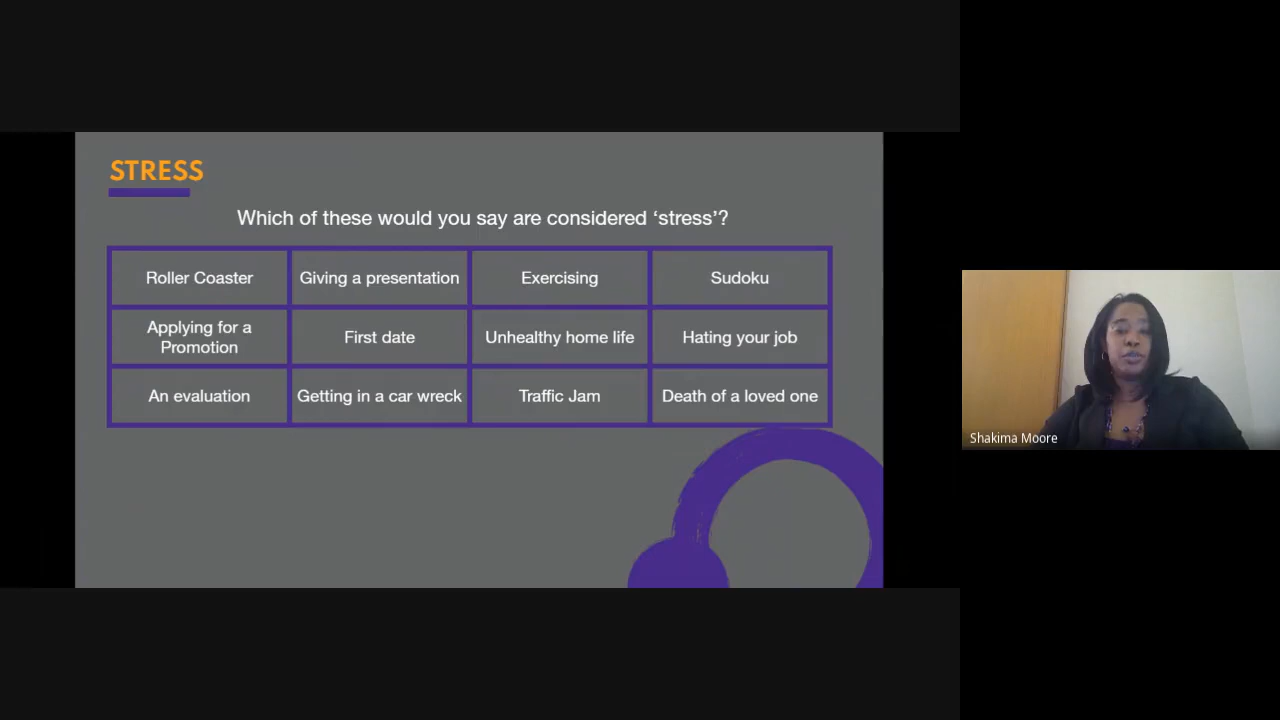 STRESS
Which of these would you say are considered ‘stress’?
Roller Coaster
Giving a presentation
Exercising
Sudoku
Applying for a
Promotion
First date
Unhealthy home life
Hating your job
An evaluation
Getting in a car wreck
Traffic Jam
Death of a loved one
Shakima Moore